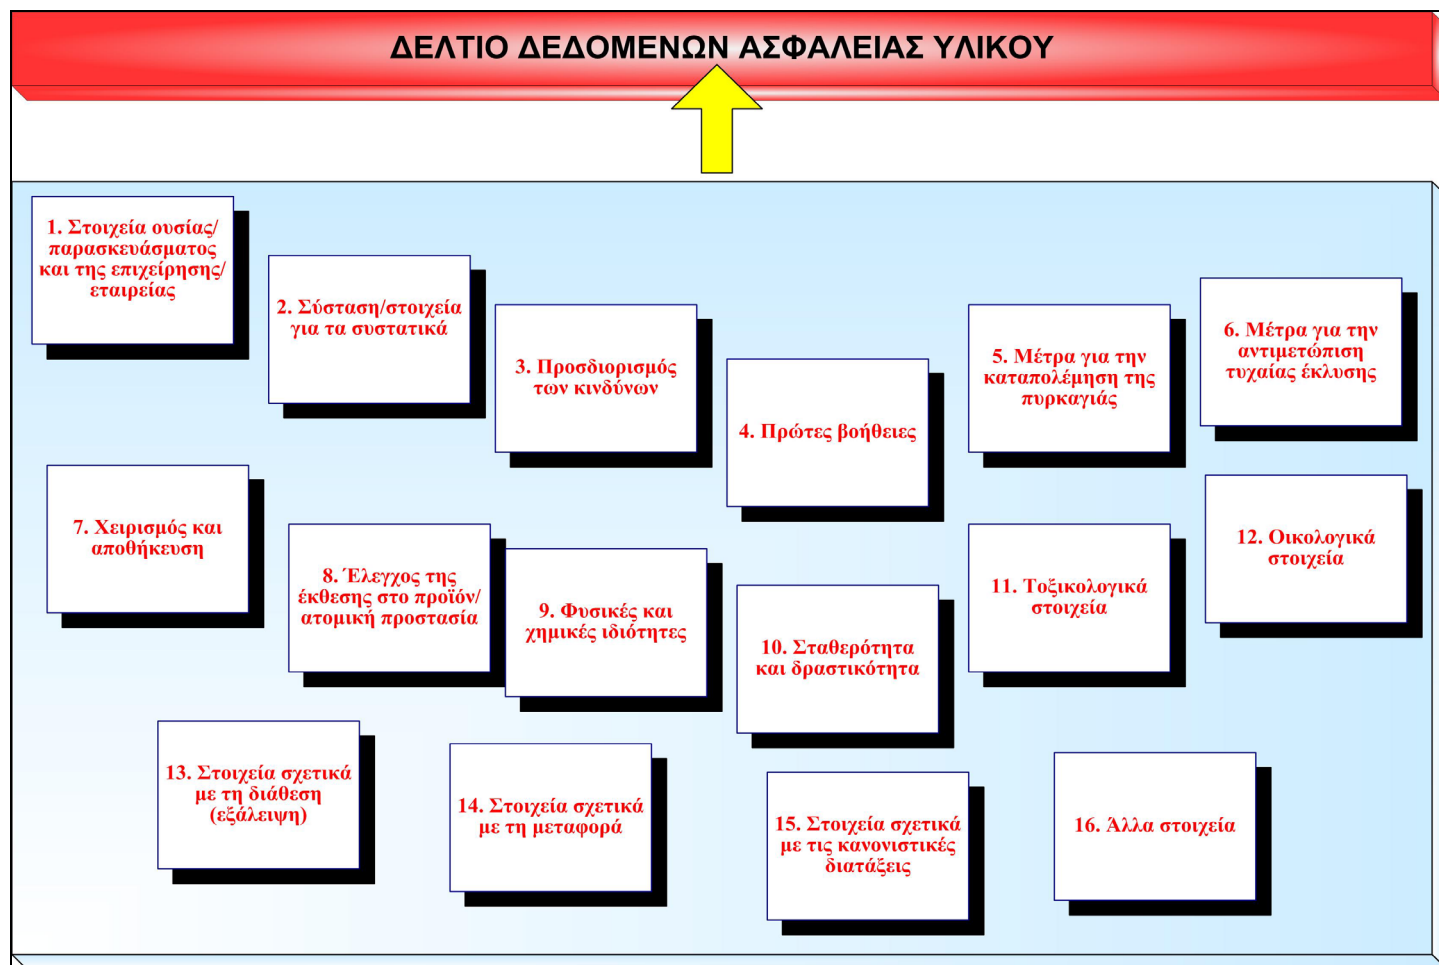 ΔΕΛΤΙΟ ΔΕΔΟΜΕΝΩΝ ΑΣΦΑΛΕΙΑΣ ΥΛΙΚΟΥ
1. Στοιχεία ουσίας/
παρασκευάσματος
και της επιχείρησης/
εταιρείας
2. Σύσταση/στοιχεία
για τα συστατικά
3. Προσδιορισμός
των κινδύνων
4. Πρώτες βοήθειες
5. Μέτρα για την
καταπολέμηση της
πυρκαγιάς
6. Μέτρα για την
αντιμετώπιση
τυχαίας έκλυσης
7. Χειρισμός και
αποθήκευση
8. Έλεγχος της
έκθεσης στο προϊόν/
ατομική προστασία
9. Φυσικές και
χημικές ιδιότητες
10. Σταθερότητα
και δραστικότητα
11. Τοξικολογικά
στοιχεία
12. Οικολογικά
στοιχεία
13. Στοιχεία σχετικά
με τη διάθεση
(εξάλειψη)
14. Στοιχεία σχετικά
με τη μεταφορά
15. Στοιχεία σχετικά
με τις κανονιστικές
διατάξεις
16. Άλλα στοιχεία